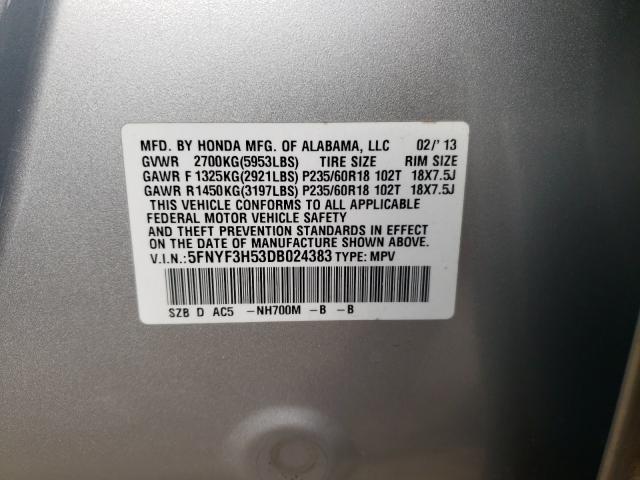 MFD. BY HONDA MFG. OF ALABAMA, LLC 02/'13
GVWR 2700KG(5953LBS) TIRE SIZE RIM SIZE
GAWR F 1325KG(2921LBS) P235/60R18 102T 18X7.5J
GAWR R 1450KG(3197LBS) P235/60R18 102T 18X7.5J
THIS VEHICLE CONFORMS TO ALL APPLICABLE
FEDERAL MOTOR VEHICLE SAFETY
AND THEFT PREVENTION STANDARDS IN EFFECT
ON THE DATE OF MANUFACTURE SHOWN ABOVE.
V.I.N.:5FNYF3H53DB024383 TYPE: MPV
SZB D AC5 -NH700M -B -B